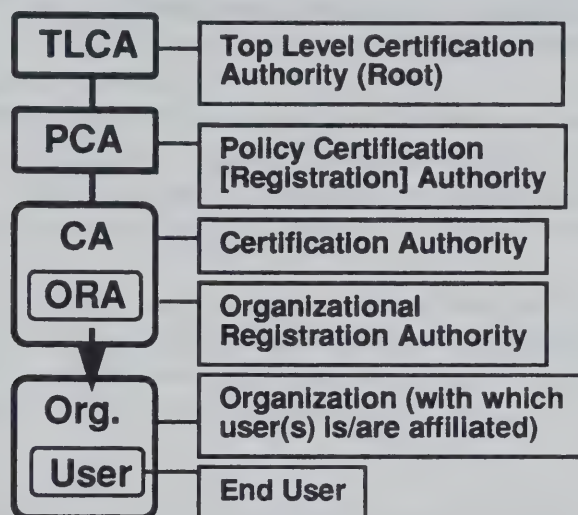 TLCA
Top Level Certification
Authority (Root)
PCA
Policy Certification
[Registration] Authority
CA
Certification Authority
ORA
Organizational
Registration Authority
Org.
Organization (with which
user(s) is/are affiliated)
User
End User